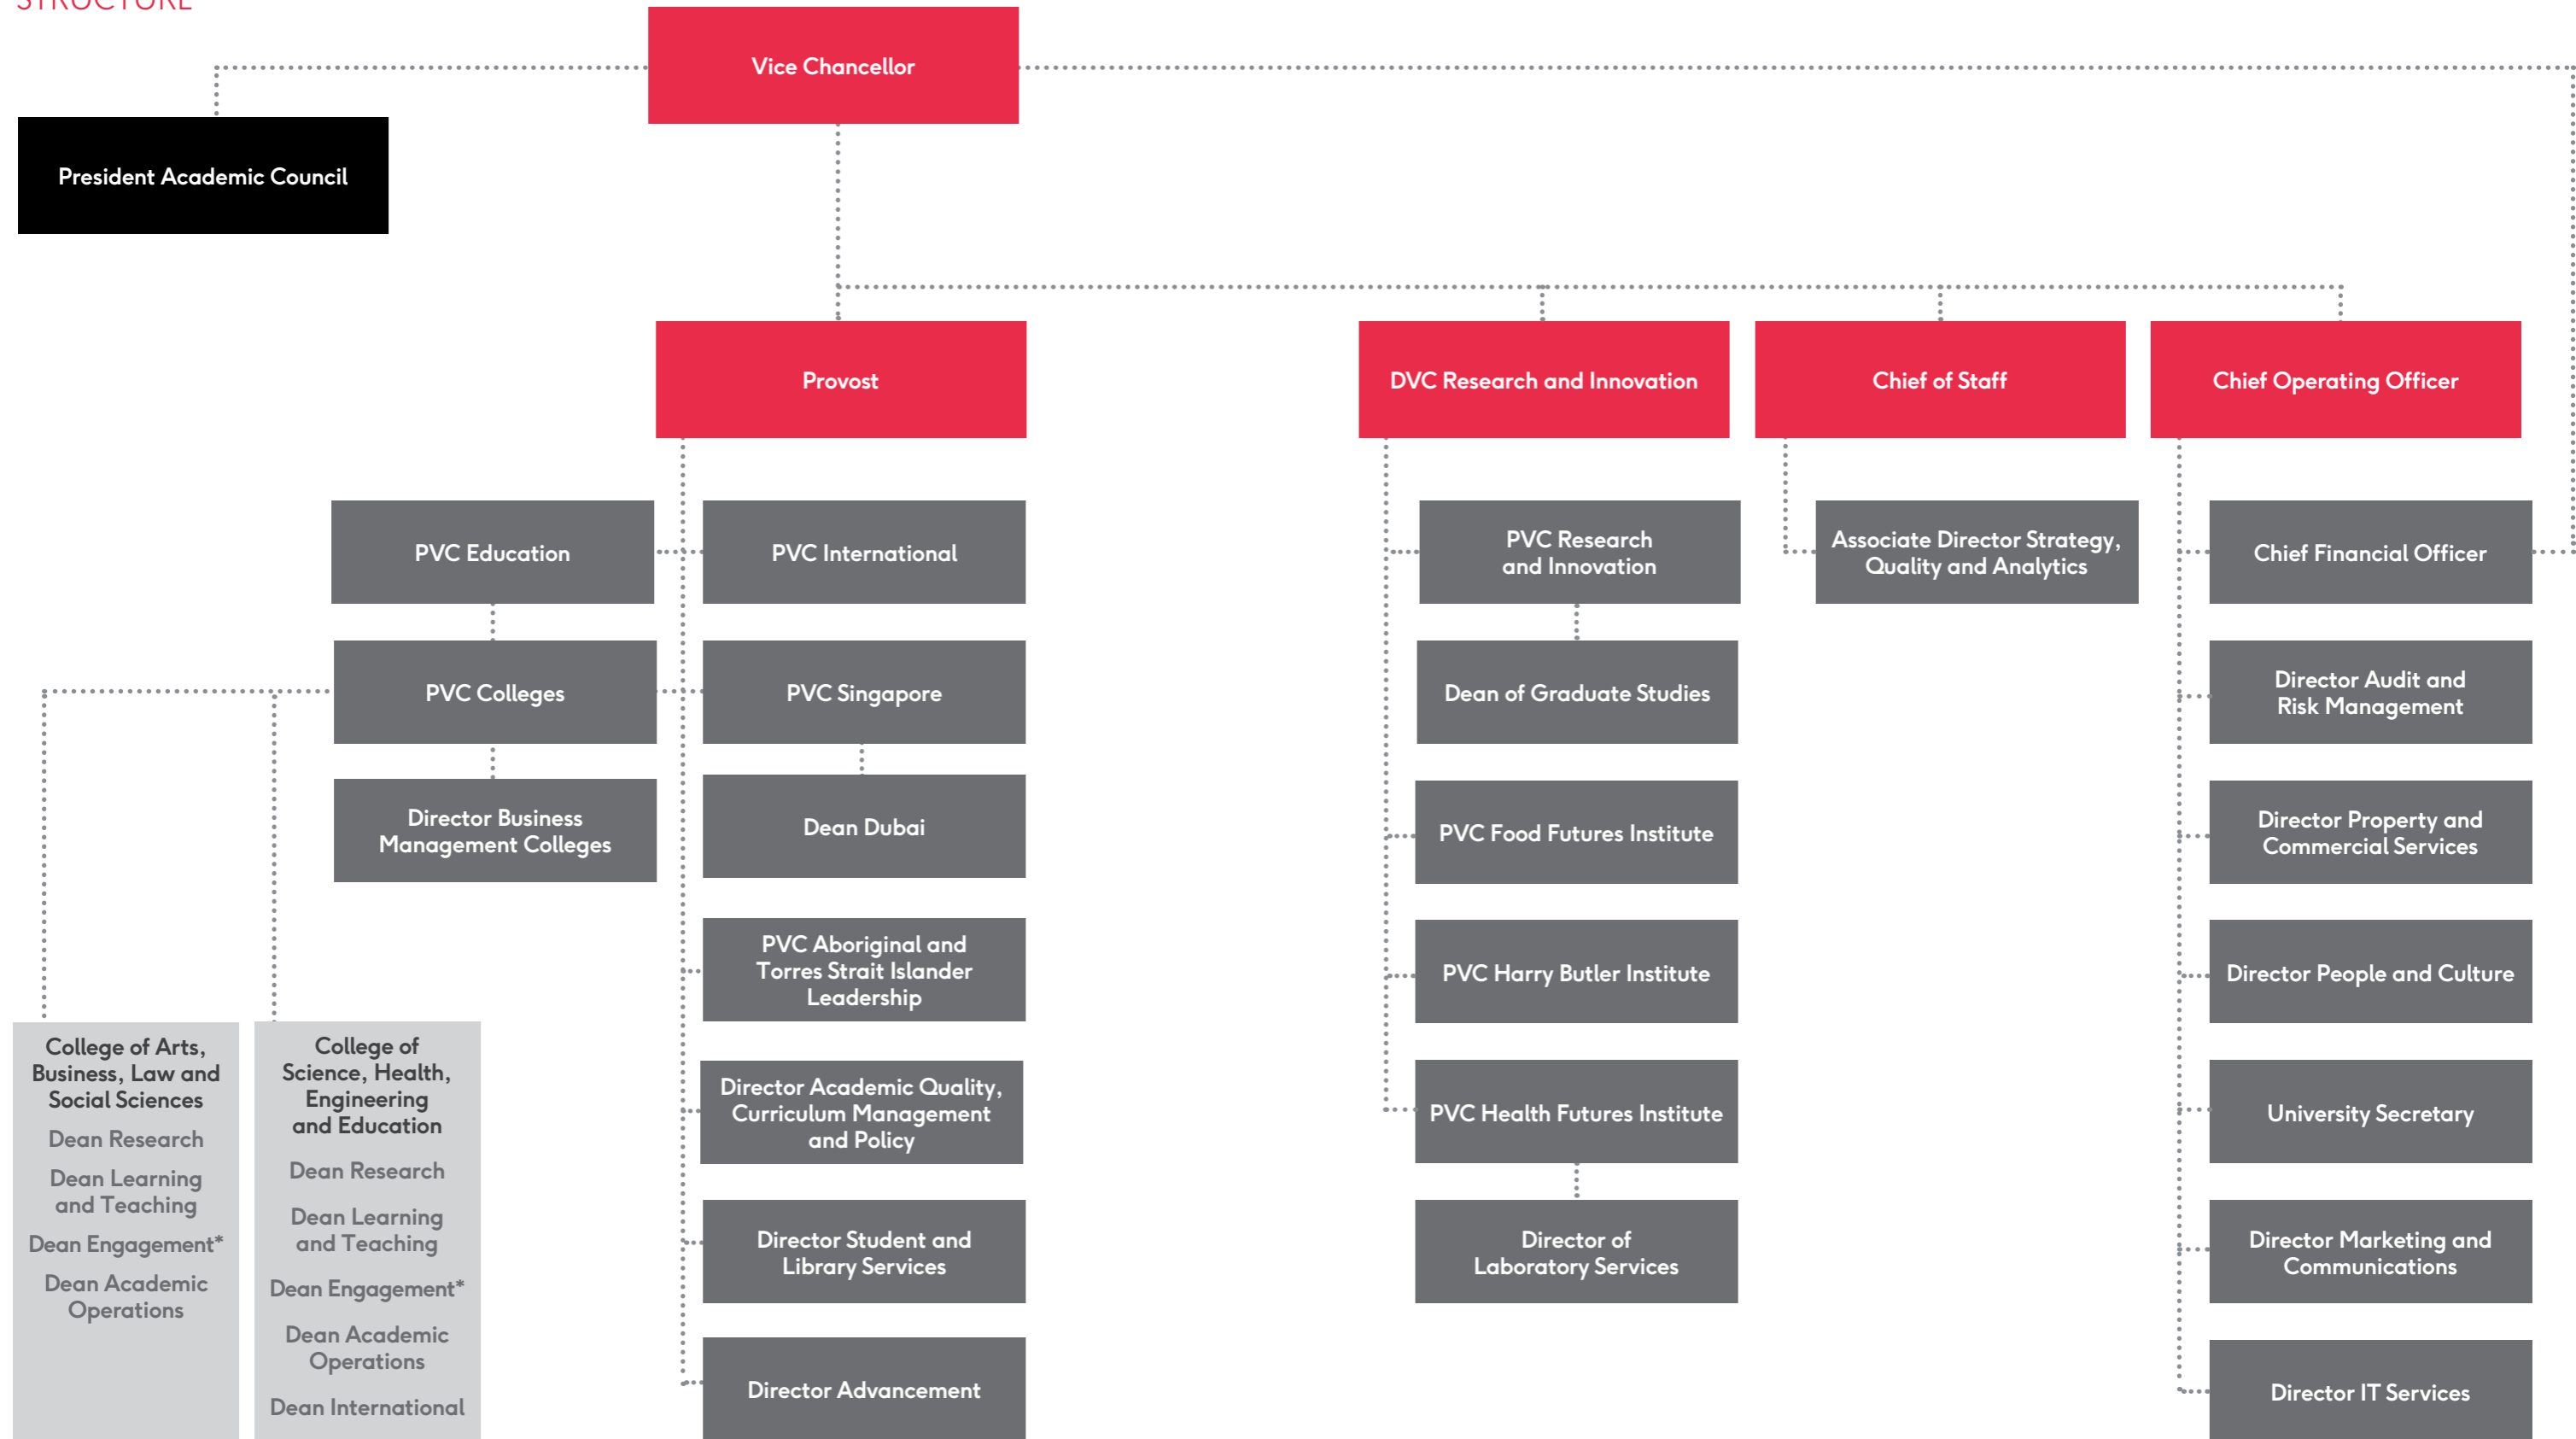 STRUCTURE
Vice Chancellor
President Academic Council
Provost
DVC Research and Innovation
Chief of Staff
Chief Operating Officer
PVC Education
PVC International
PVC Research
and Innovation
Associate Director Strategy,
Quality and Analytics
Chief Financial Officer
PVC Colleges
PVC Singapore
Dean of Graduate Studies
Director Audit and
Risk Management
Director Business
Management Colleges
Dean Dubai
PVC Food Futures Institute
Director Property and
Commercial Services
PVC Aboriginal and
Torres Strait Islander
Leadership
PVC Harry Butler Institute
Director People and Culture
College of Arts,
Business, Law and
Social Sciences
Dean Research
Dean Learning
and Teaching
Dean Engagement*
Dean Academic
Operations
College of
Science, Health,
Engineering
and Education
Dean Research
Dean Learning
and Teaching
Dean Engagement*
Dean Academic
Operations
Dean International
Director Academic Quality,
Curriculum Management
and Policy
PVC Health Futures Institute
University Secretary
Director Student and
Library Services
Director of
Laboratory Services
Director Marketing and
Communications
Director Advancement
Director IT Services